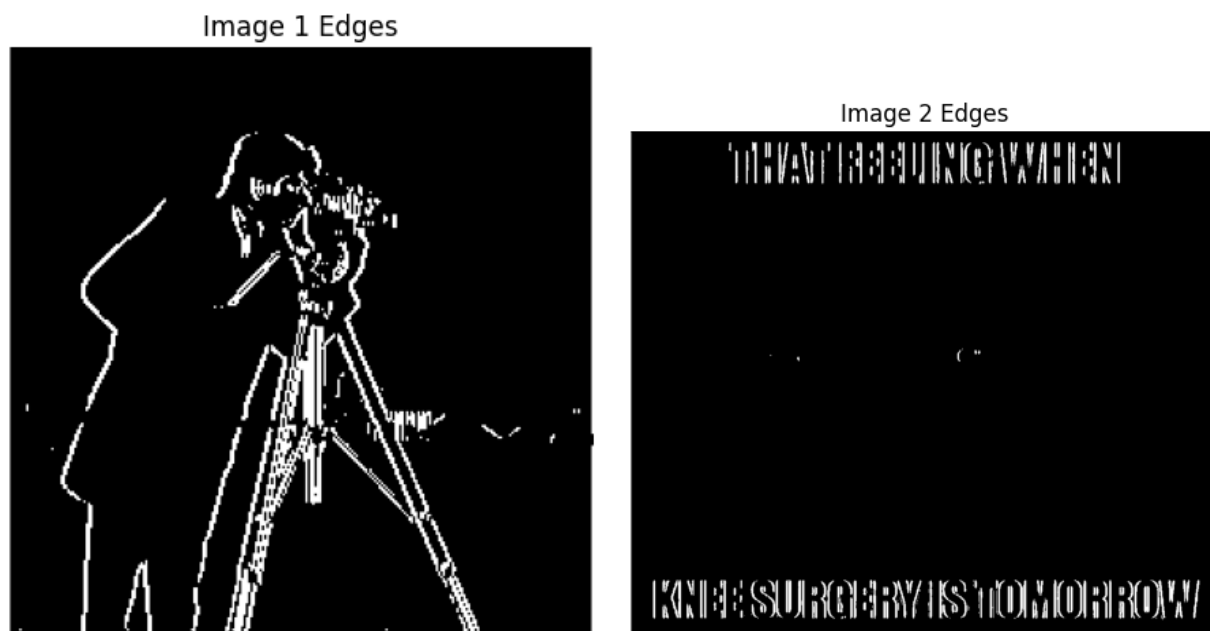 Image 1 Edges
Image 2 Edges
THAT FEELING WHEN
KNEE SURGERY IS TOMORROW